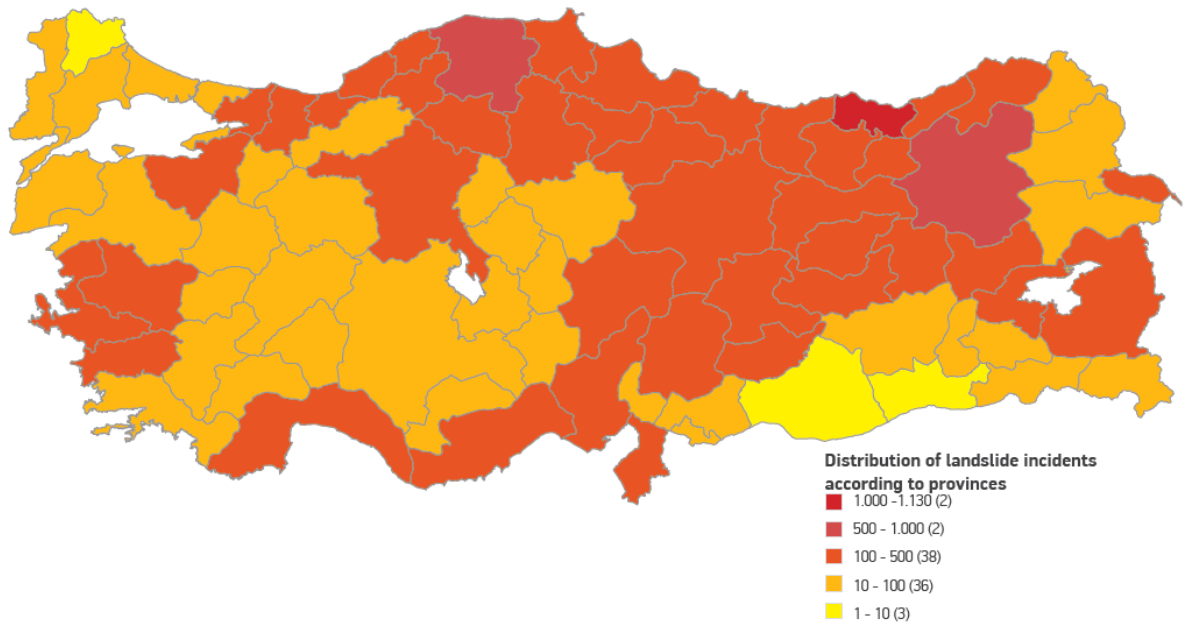 Distribution of landslide incidents
according to provinces
1.000 -1.130 (2)
500 - 1.000 (2)
100 - 500 (38)
10 - 100 (36)
1 - 10 (3)